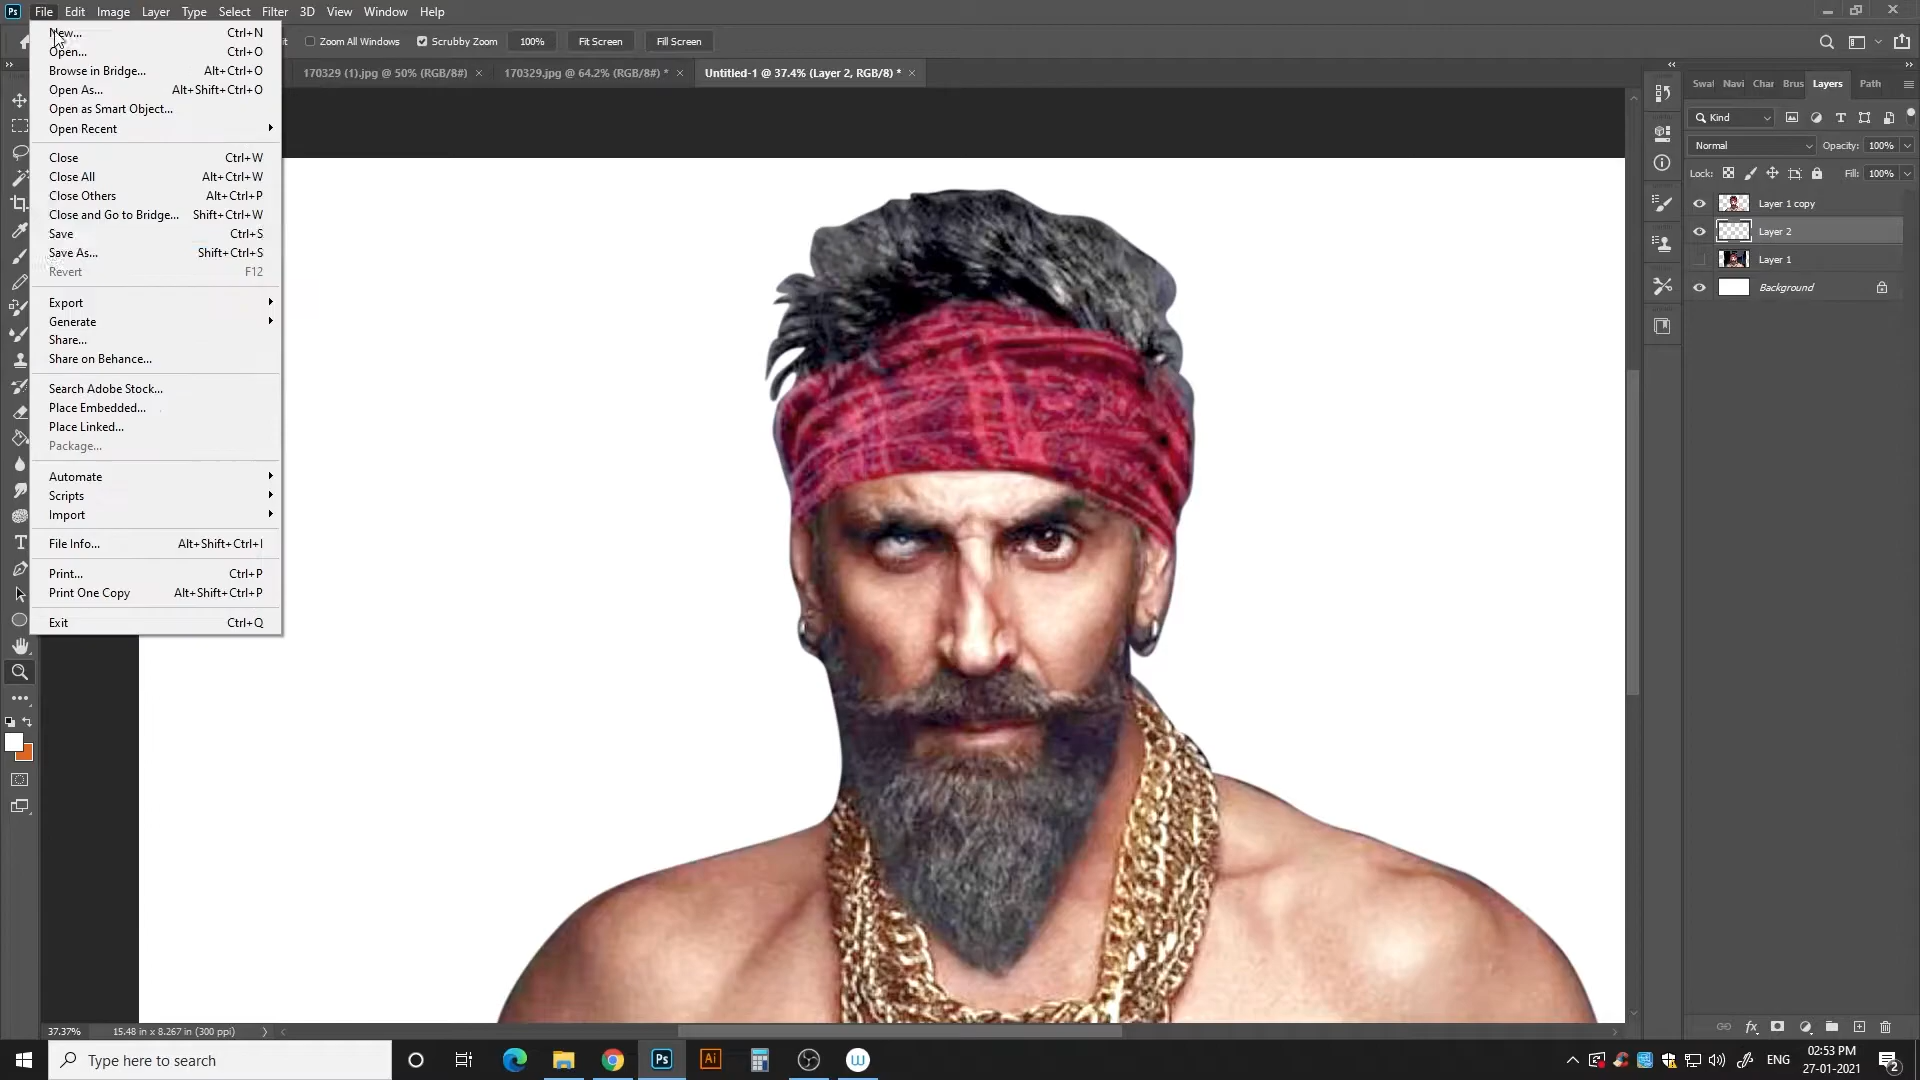 Ps File Edit Image Layer Type Select Filter 3D View Window Help
Zoom All Windows Scrubby Zoom 100% Fit Screen Fill Screen
170329 (1).jpg @ 50% (RGB/8#) × 170329.jpg @ 64.2% (RGB/8#) * × Untitled-1 @ 37.4% (Layer 2, RGB/8) * ×
New... Ctrl+N
Open... Ctrl+O
Browse in Bridge... Alt+Ctrl+O
Open As... Alt+Shift+Ctrl+O
Open as Smart Object...
Open Recent
Close Ctrl+W
Close All Alt+Ctrl+W
Close Others Alt+Ctrl+P
Close and Go to Bridge... Shift+Ctrl+W
Save Ctrl+S
Save As... Shift+Ctrl+S
Revert F12
Export
Generate
Share...
Share on Behance...
Search Adobe Stock...
Place Embedded...
Place Linked...
Package...
Automate
Scripts
Import
File Info... Alt+Shift+Ctrl+I
Print... Ctrl+P
Print One Copy Alt+Shift+Ctrl+P
Exit Ctrl+Q
Swat Navi Char Brus Layers Path
Kind
Normal Opacity: 100%
Lock: Fill: 100%
Layer 1 copy
Layer 2
Layer 1
Background
37.37% 15.48 in x 8.267 in (300 ppi)
Type here to search
Ps Ai
ENG
02:53 PM
27-01-2021
2